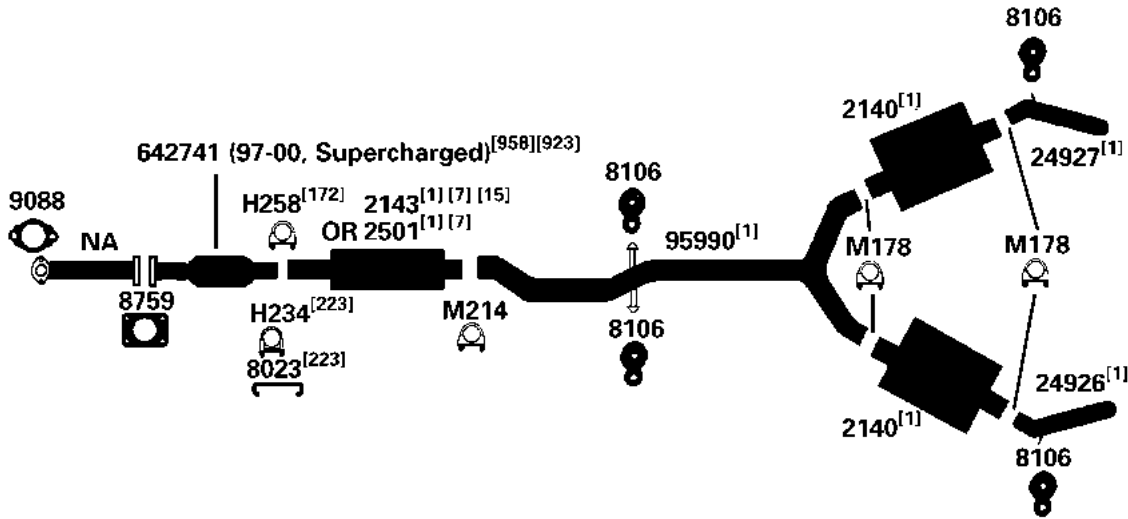 8106
2140[1]
24927[1]
642741 (97-00, Supercharged)[958][923]
8106
9088
H258[172]
2143[1] [7] [15]
OR 2501[1] [7]
NA
95990[1]
M178
M178
8759
H234[223]
M214
8106
8023[223]
24926[1]
2140[1]
8106